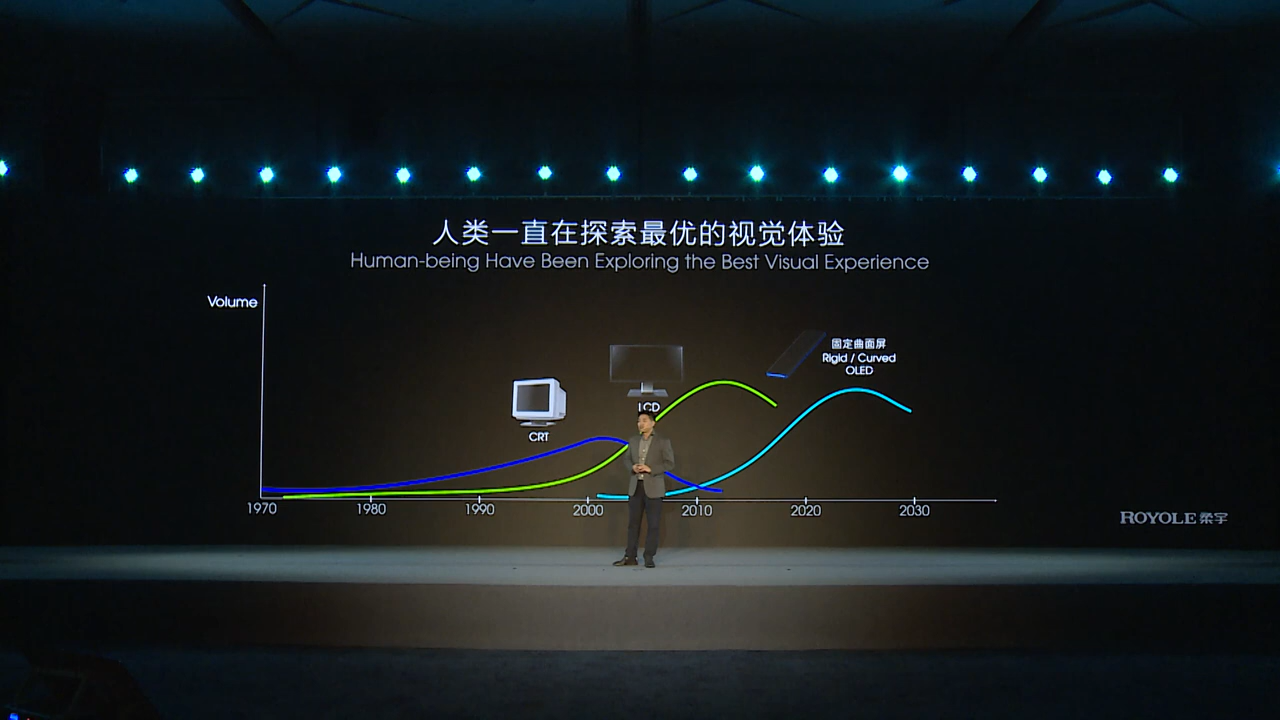 人类一直在探索最优的视觉体验
Human-being Have Been Exploring the Best Visual Experience
Volume
固定曲面屏
Rigid / Curved
OLED
LCD
CRT
1970
1980
1990
2000
2010
2020
2030
ROYOLE柔宇